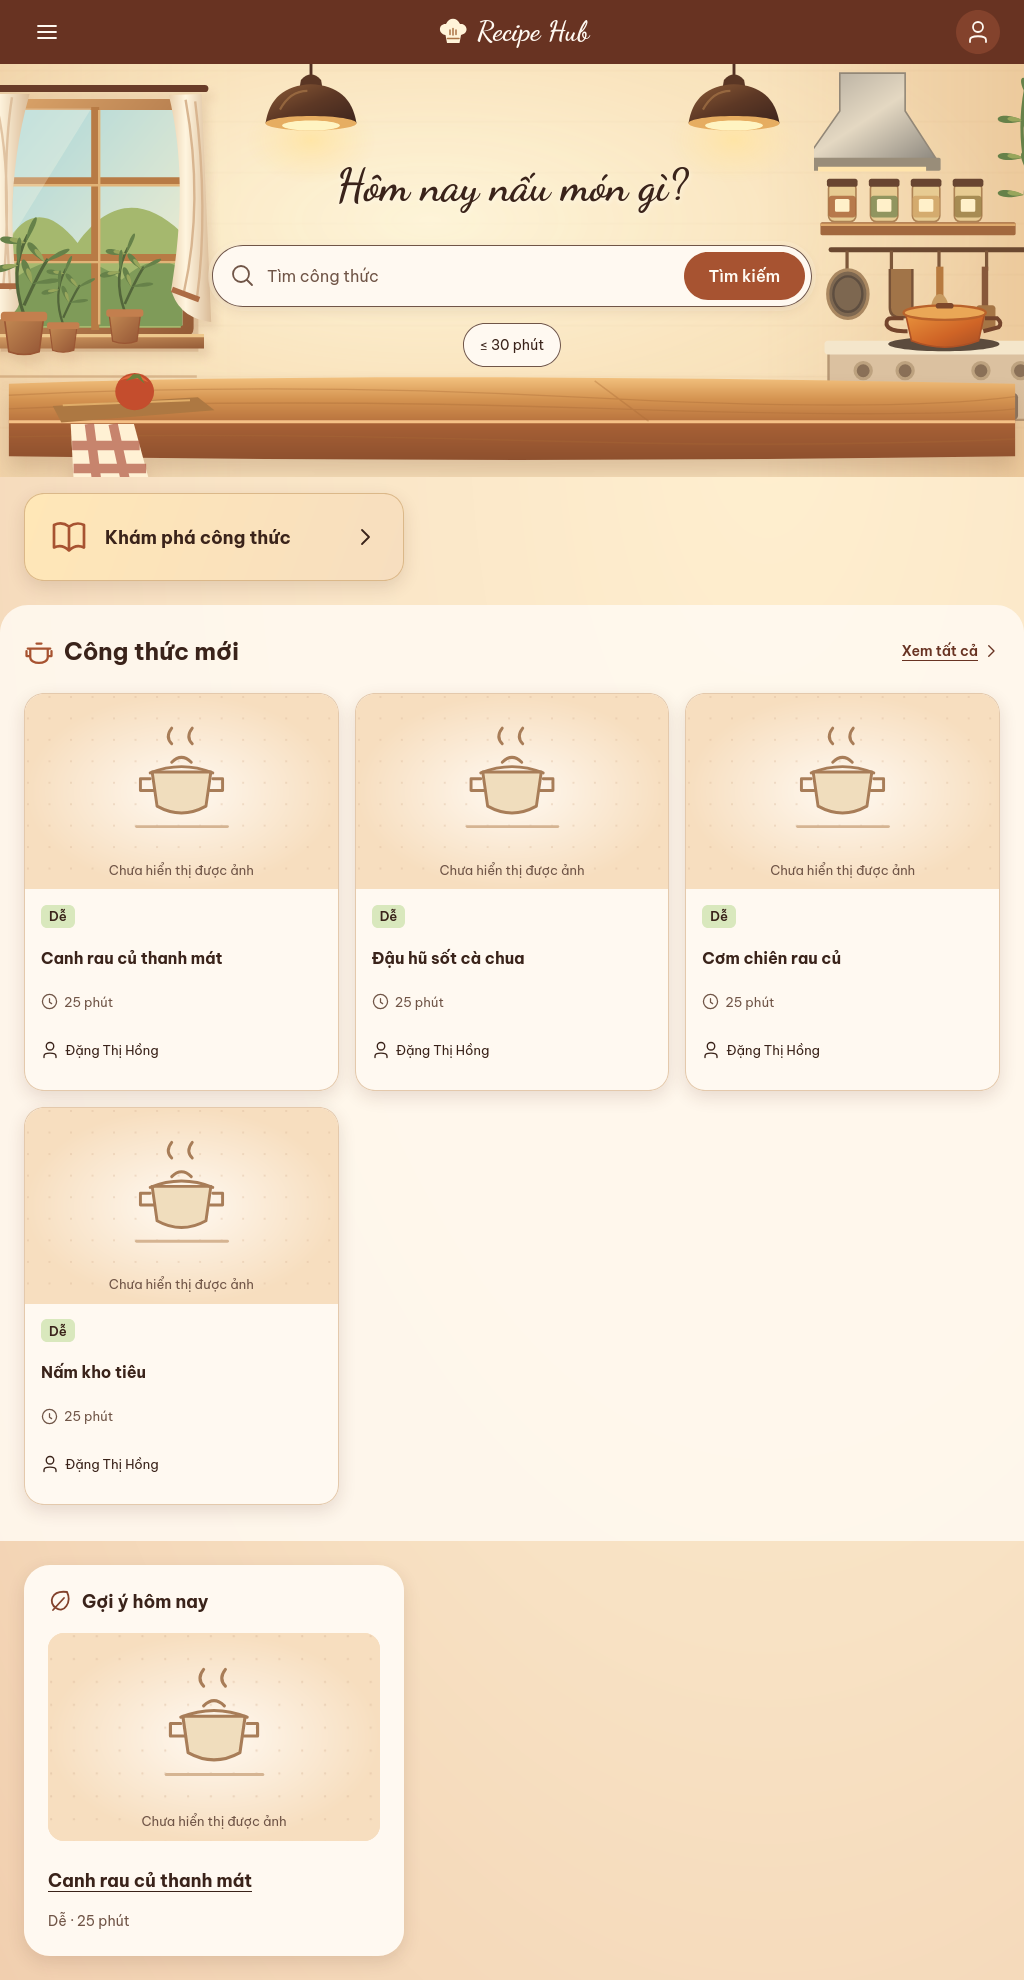 Recipe Hub
Hôm nay nấu món gì?
Tìm công thức
Tìm kiếm
≤ 30 phút
Khám phá công thức
Công thức mới
Xem tất cả
Chưa hiển thị được ảnh
Chưa hiển thị được ảnh
Chưa hiển thị được ảnh
Dễ
Dễ
Dễ
Canh rau củ thanh mát
Đậu hũ sốt cà chua
Cơm chiên rau củ
25 phút
25 phút
25 phút
Đặng Thị Hồng
Đặng Thị Hồng
Đặng Thị Hồng
Chưa hiển thị được ảnh
Dễ
Nấm kho tiêu
25 phút
Đặng Thị Hồng
Gợi ý hôm nay
Chưa hiển thị được ảnh
Canh rau củ thanh mát
Dễ · 25 phút